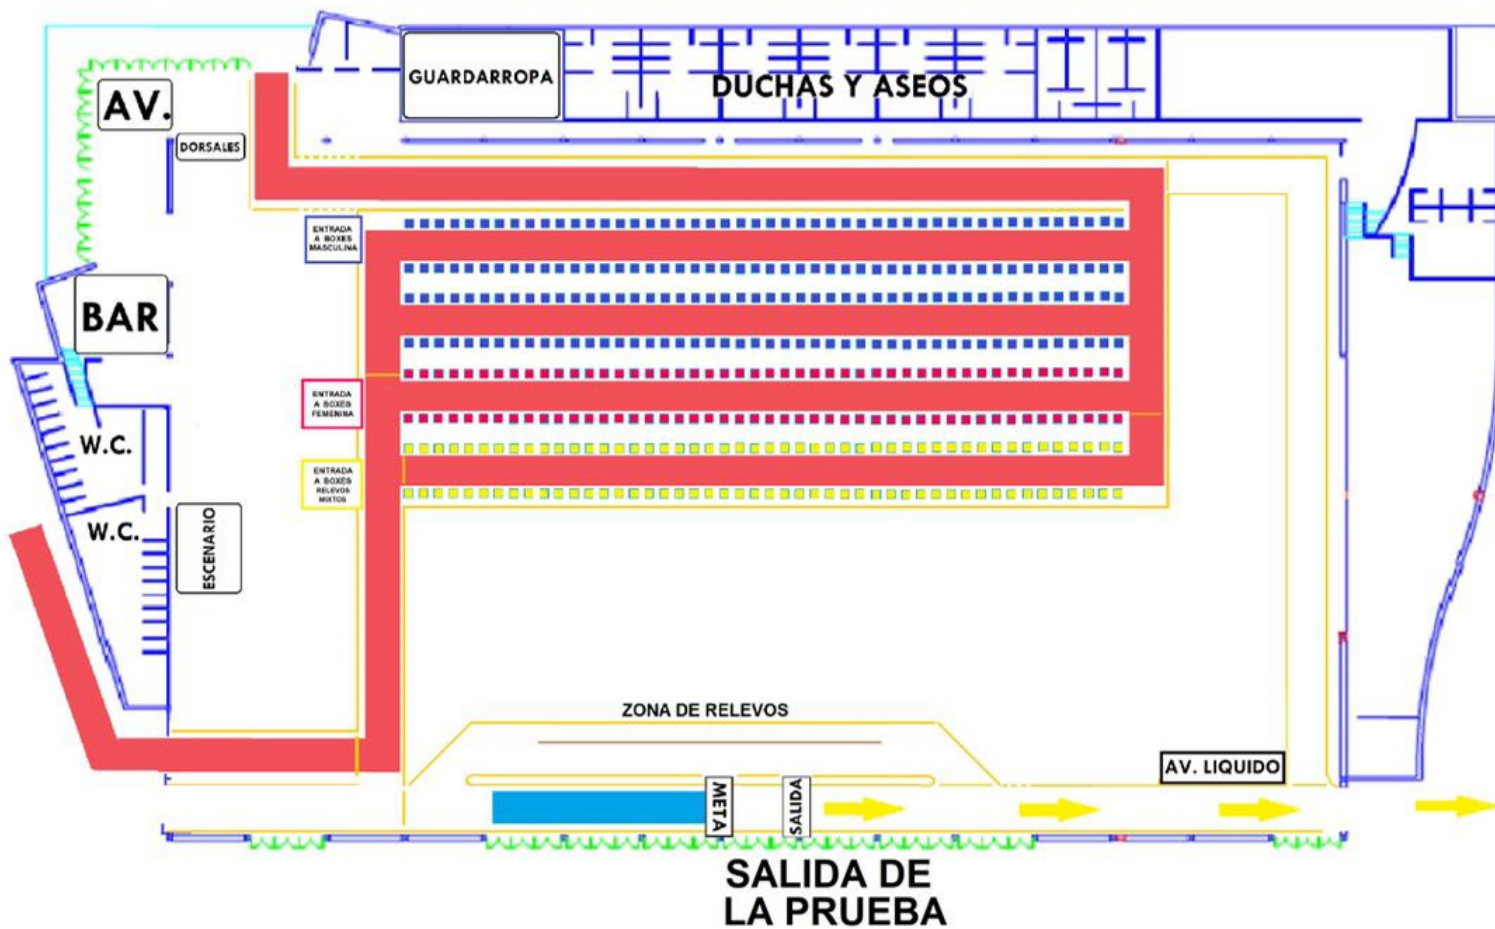 GUARDARROPA
DUCHAS Y ASEOS
AV.
DORSALES
ENTRADA
A BOXES
MASCULINA
BAR
ENTRADA
A BOXES
FEMENINA
W.C.
ENTRADA
A BOXES
RELEVOS
MIXTOS
W.C.
ESCENARIO
ZONA DE RELEVOS
AV. LIQUIDO
META
SALIDA
SALIDA DE
LA PRUEBA